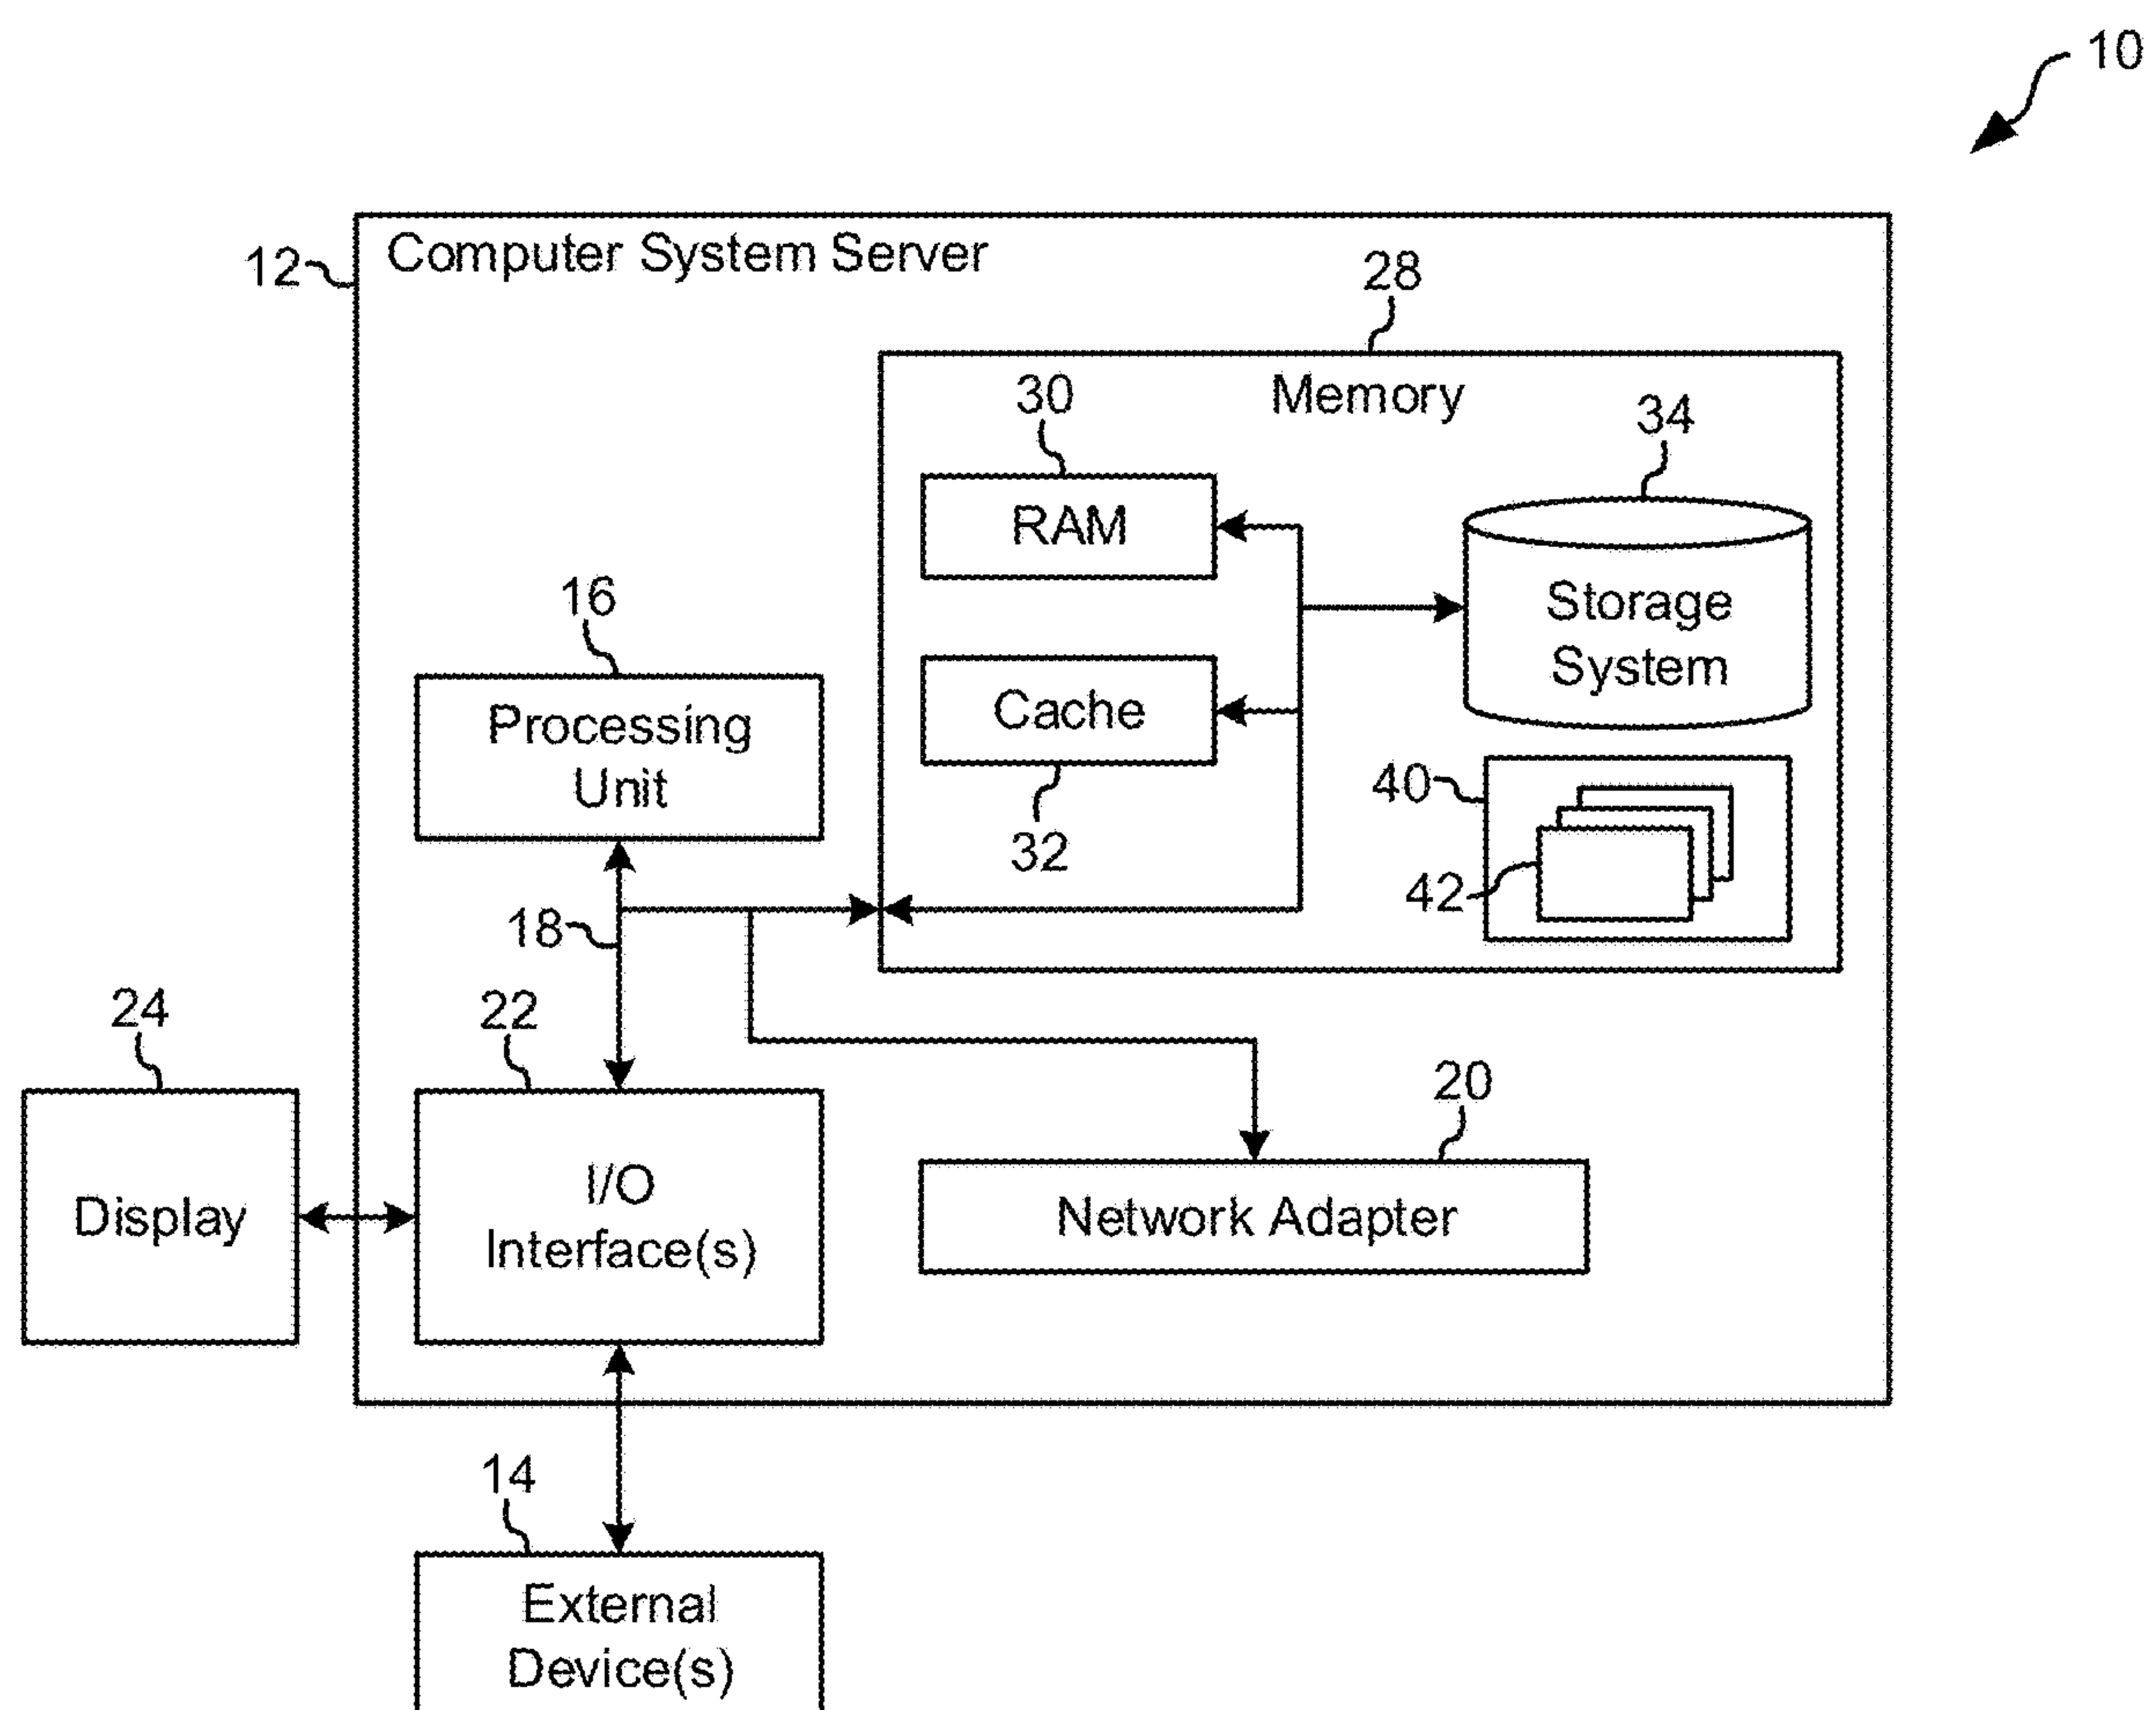 10
12
Computer System Server
28
Memory
30
34
RAM
Storage
System
16
Processing
Unit
Cache
32
40
42
18
24
22
20
Display
I/O
Interface(s)
Network Adapter
14
External
Device(s)